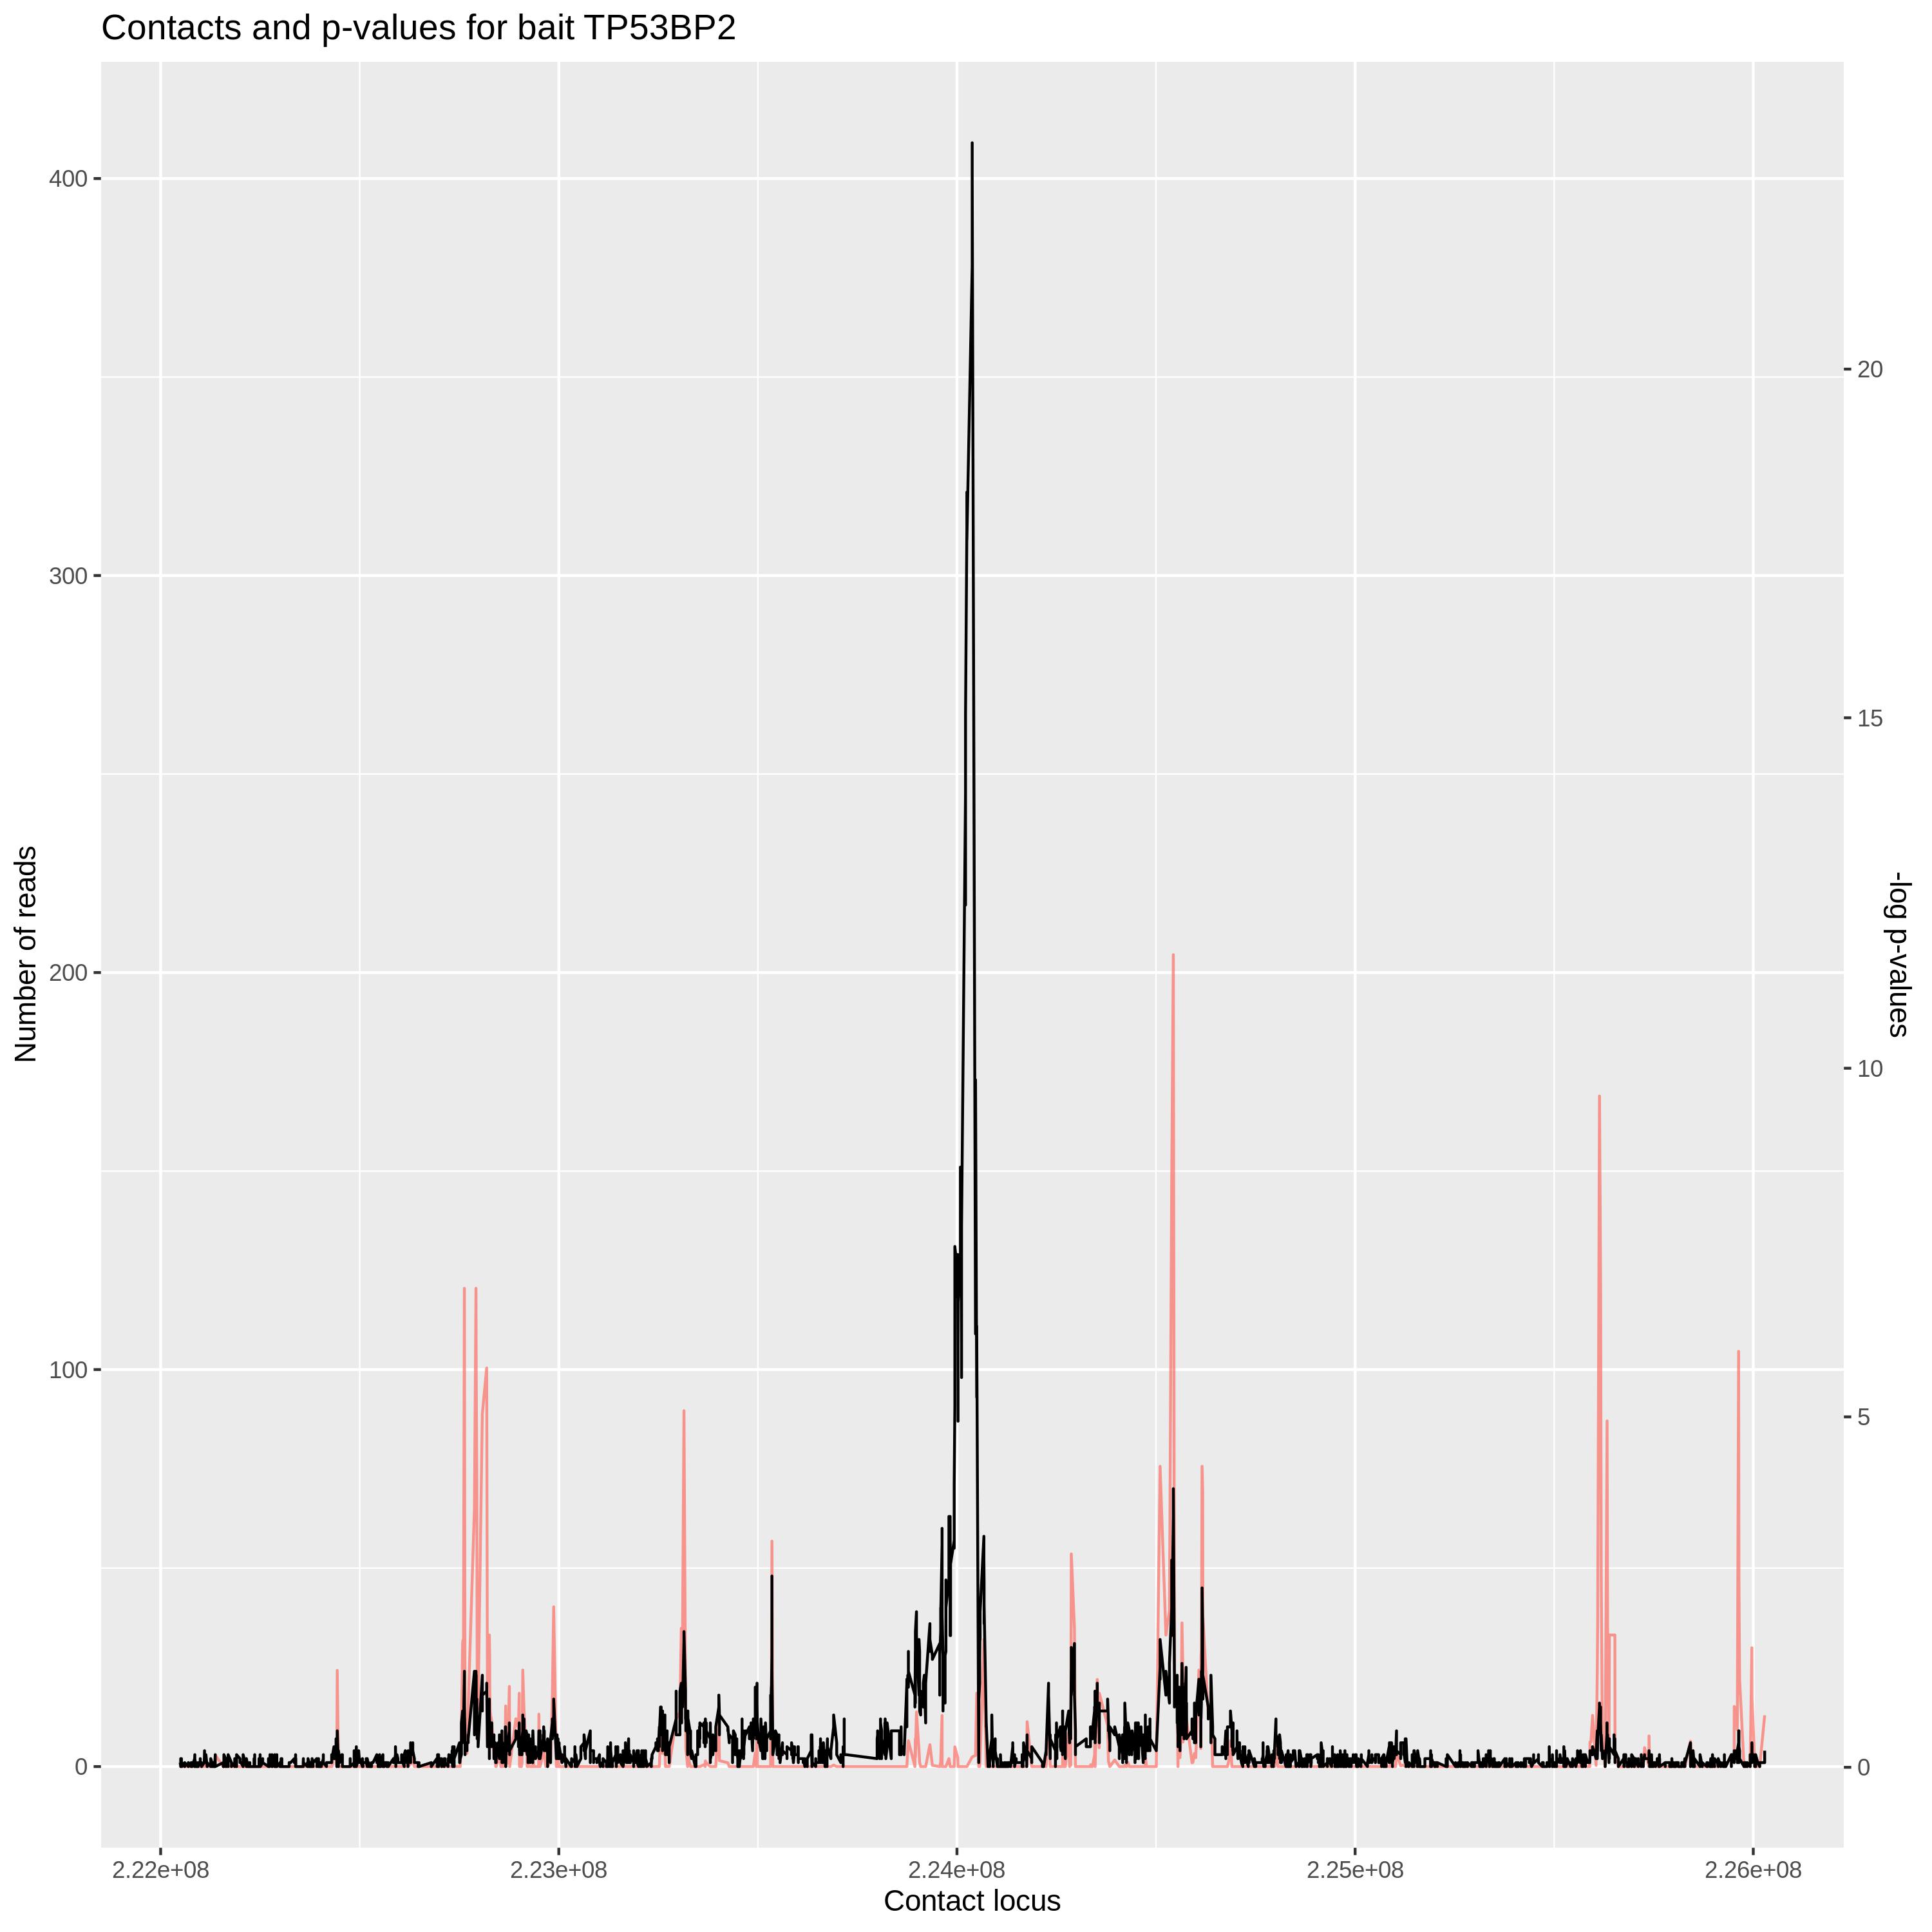 Contacts and p-values for bait TP53BP2
Number of reads
400
300
200
100
0
20
15
10
5
0
-log p-values
2.22e+08 2.23e+08 2.24e+08 2.25e+08 2.26e+08
Contact locus